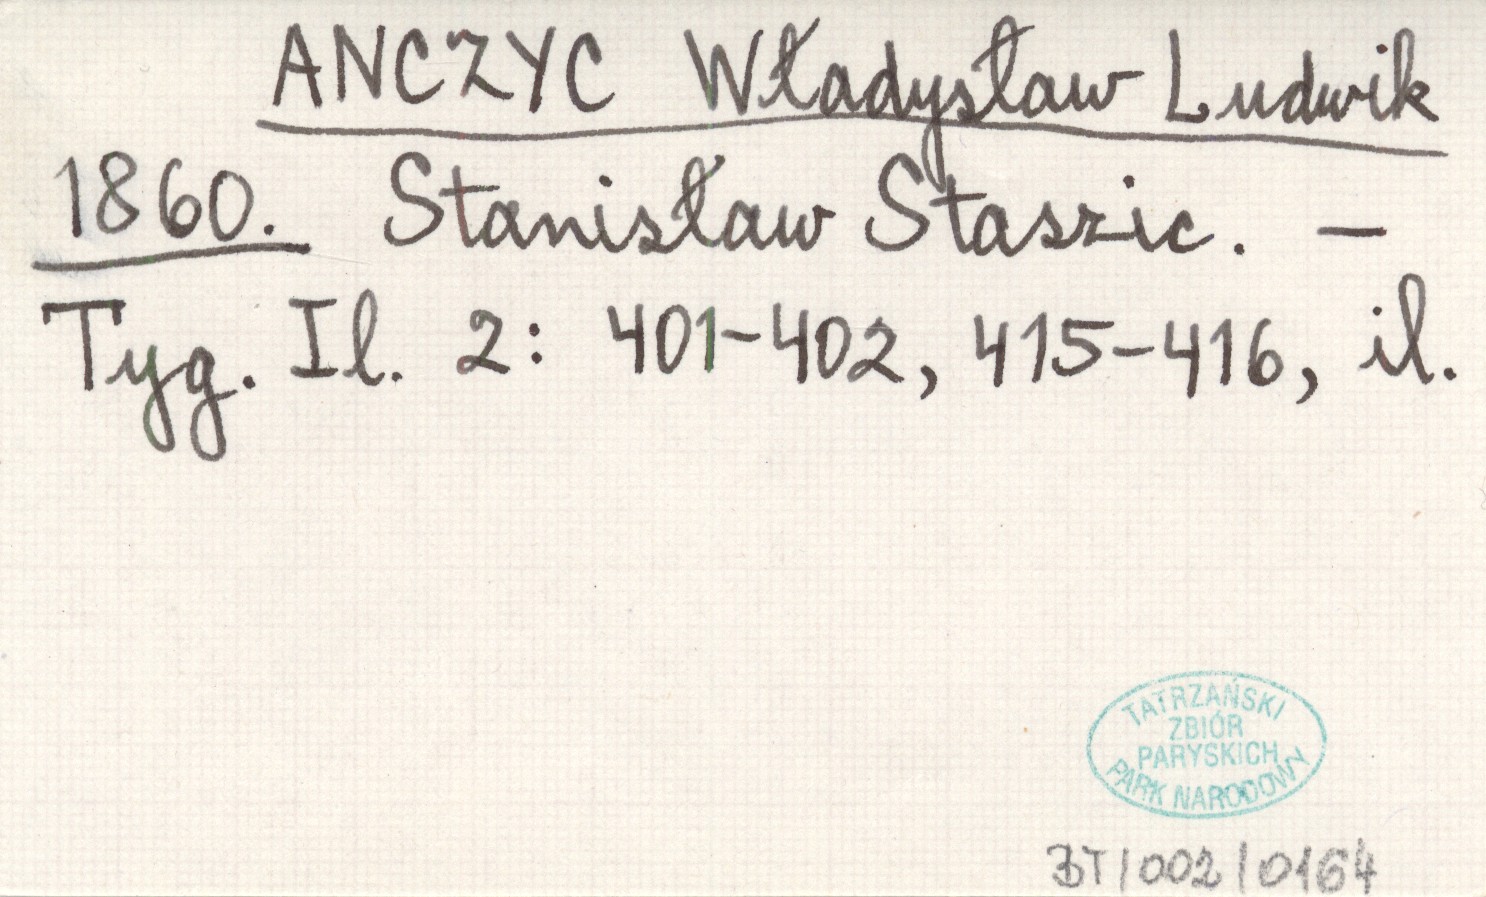 ANCZYC Władysław Ludwik
1860. Stanisław Staszic. –
Tyg. Il. 2: 401-402, 415-416, il.
TATRZAŃSKI
ZBIÓR
PARYSKICH
PARK NARODOWY
BT/002/0164